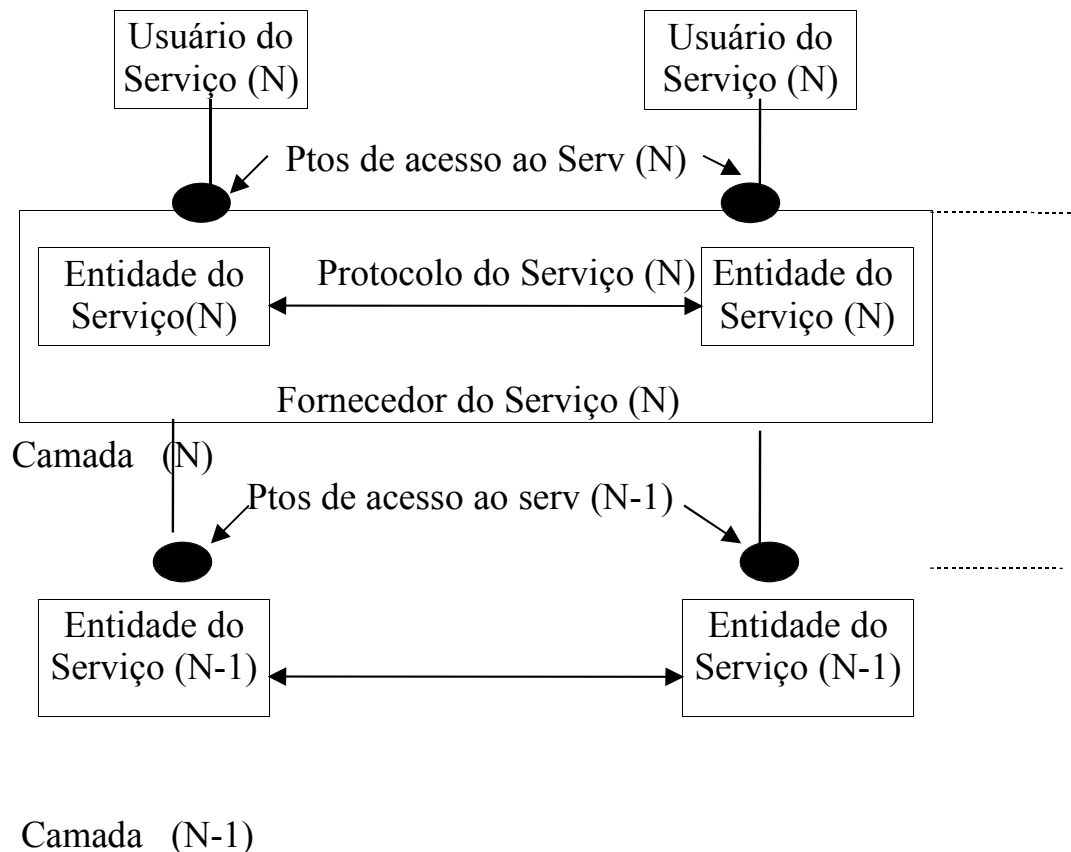 Usuário do
Serviço (N)
Usuário do
Serviço (N)
Ptos de acesso ao Serv (N)
Entidade do
Serviço(N)
Protocolo do Serviço (N)
Entidade do
Serviço (N)
Fornecedor do Serviço (N)
Camada (N)
Ptos de acesso ao serv (N-1)
Entidade do
Serviço (N-1)
Entidade do
Serviço (N-1)
Camada (N-1)